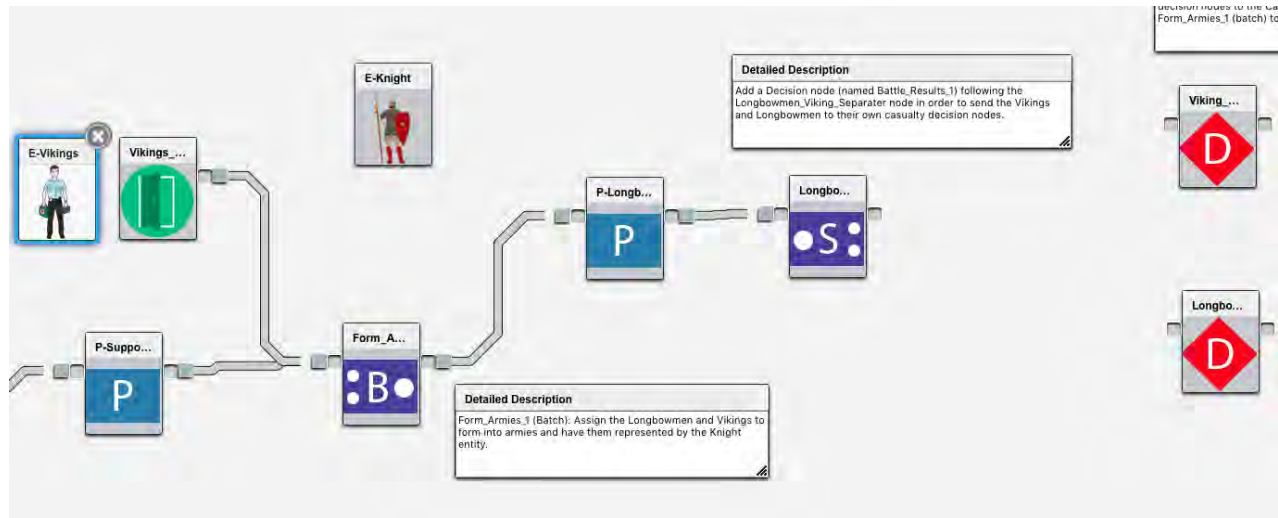 decision nodes to the Ca
Form_Armies_1 (batch) to
E-Knight
Detailed Description
Add a Decision node (named Battle_Results_1) following the
Longbowmen_Viking_Separater node in order to send the Vikings
and Longbowmen to their own casualty decision nodes.
Viking_...
D
E-Vikings
Vikings_...
P-Longb...
P
Longbo...
S
Longbo...
D
P-Suppo...
P
Form_A...
B
Detailed Description
Form_Armies_1 (Batch): Assign the Longbowmen and Vikings to
form into armies and have them represented by the Knight
entity.